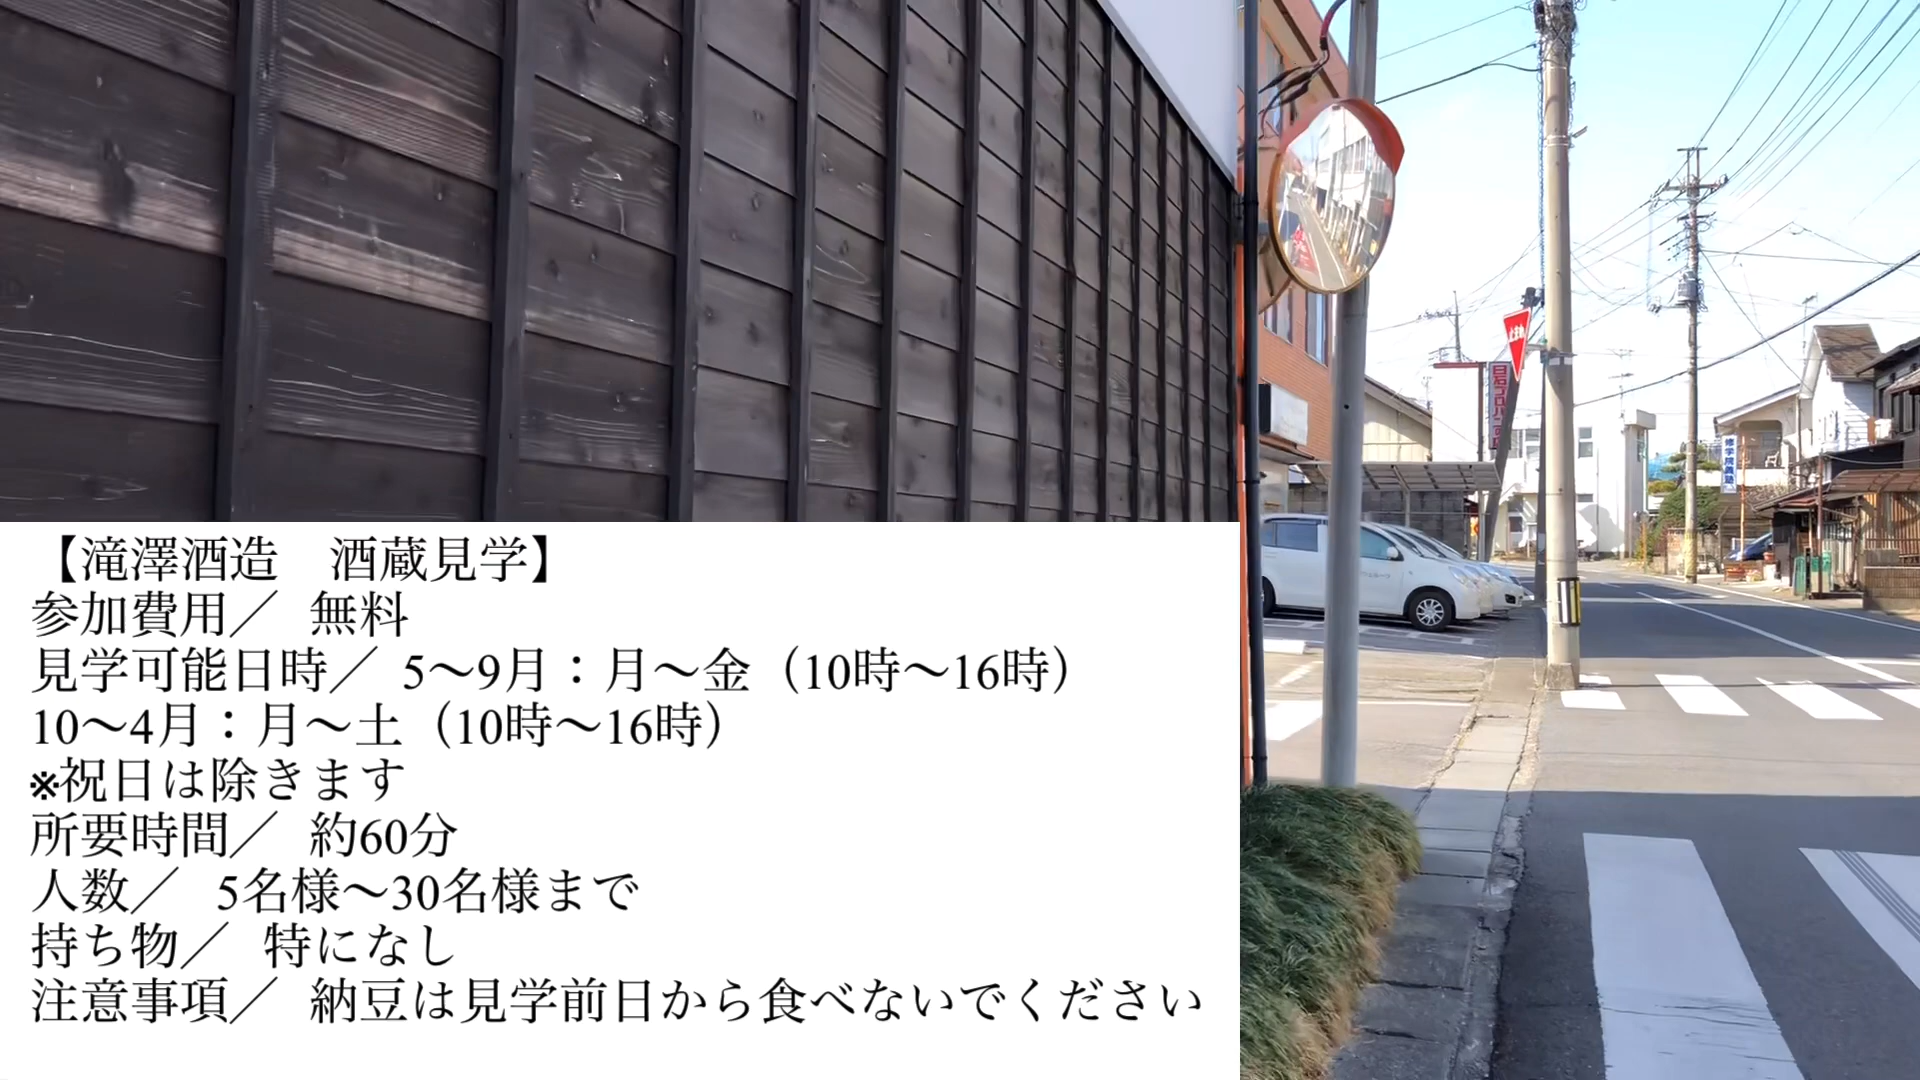 【滝澤酒造　酒蔵見学】
参加費用／ 無料
見学可能日時／ 5〜9月：月〜金（10時〜16時）
10〜4月：月〜土（10時〜16時）
※祝日は除きます
所要時間／ 約60分
人数／ 5名様〜30名様まで
持ち物／ 特になし
注意事項／ 納豆は見学前日から食べないでください
修学院義塾